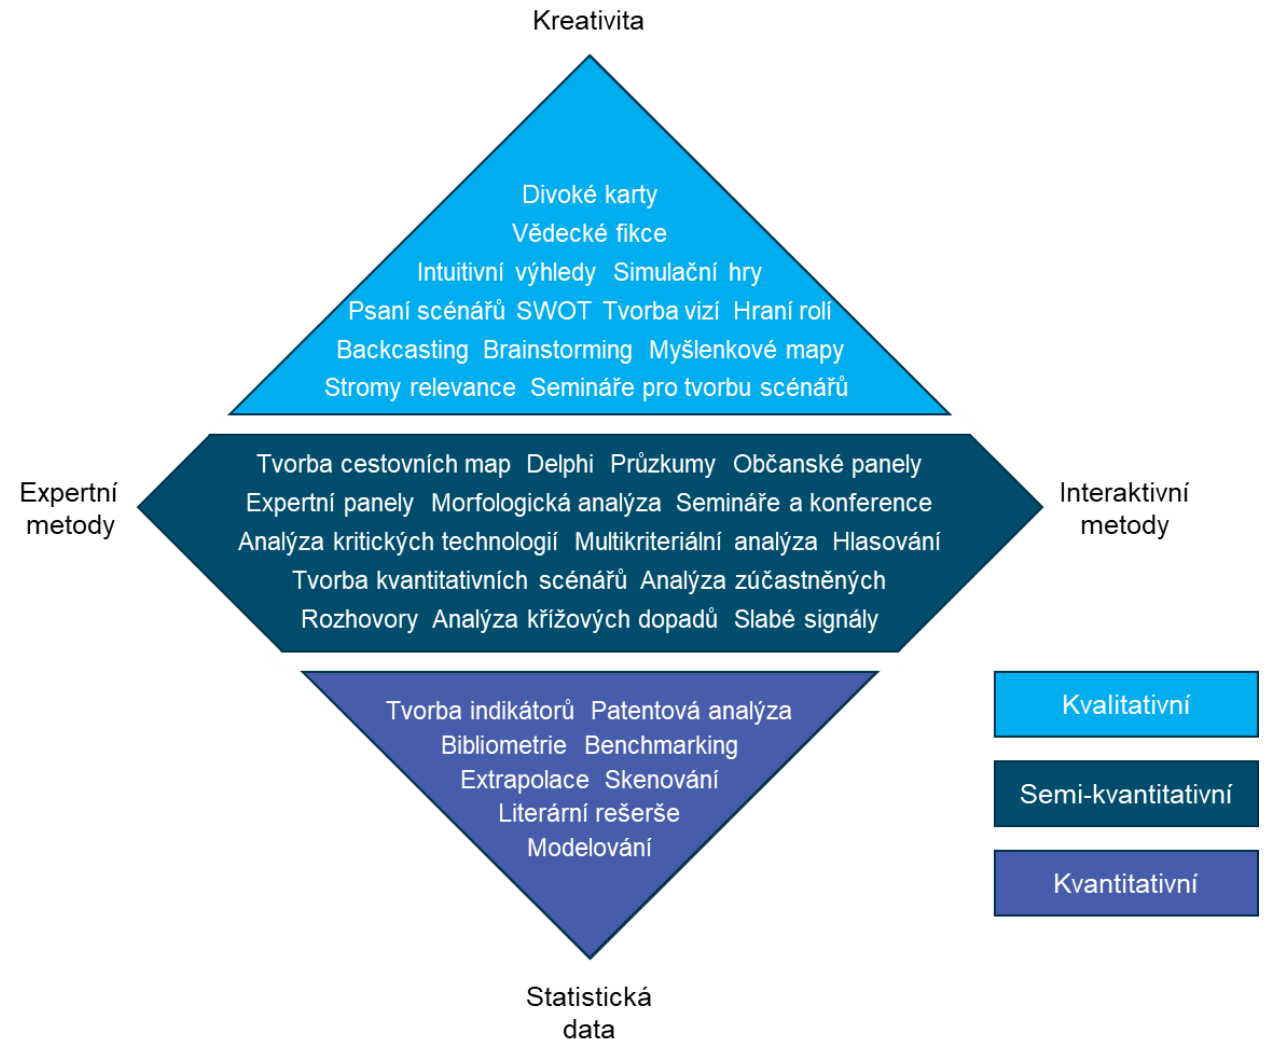 Kreativita
Divoké karty
Vědecké fikce
Intuitivní výhledy Simulační hry
Psaní scénářů SWOT Tvorba vizí Hraní rolí
Backcasting Brainstorming Myšlenkové mapy
Stromy relevance Semináře pro tvorbu scénářů
Expertní
metody
Tvorba cestovních map Delphi Průzkumy Občanské panely
Expertní panely Morfologická analýza Semináře a konference
Analýza kritických technologií Multikriteriální analýza Hlasování
Tvorba kvantitativních scénářů Analýza zúčastněných
Rozhovory Analýza křížových dopadů Slabé signály
Interaktivní
metody
Tvorba indikátorů Patentová analýza
Bibliometrie Benchmarking
Extrapolace Skenování
Literární rešerše
Modelování
Kvalitativní
Semi-kvantitativní
Kvantitativní
Statistická
data